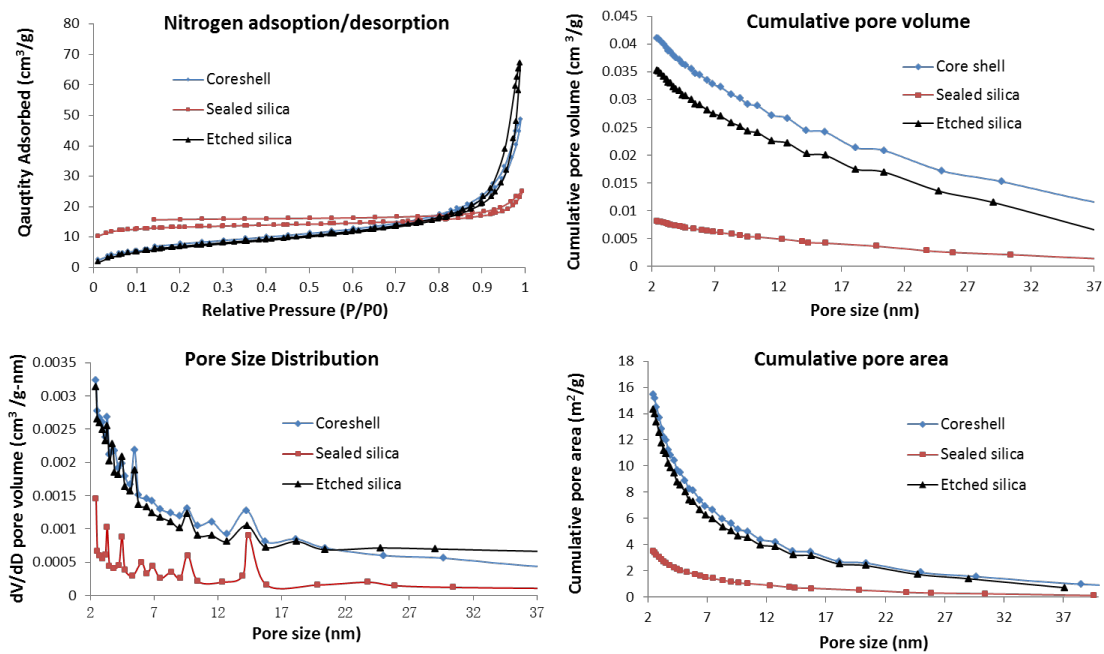 Nitrogen adsoption/desorption
Qauqtity Adsorbed (cm³/g)
80
70
60
50
40
30
20
10
0
Coreshell
Sealed silica
Etched silica
0 0.1 0.2 0.3 0.4 0.5 0.6 0.7 0.8 0.9 1
Relative Pressure (P/P0)
Cumulative pore volume
Cumulative pore volume (cm ³/g)
0.045
0.04
0.035
0.03
0.025
0.02
0.015
0.01
0.005
0
Core shell
Sealed silica
Etched silica
2 7 12 17 22 27 32 37
Pore size (nm)
Pore Size Distribution
dV/dD pore volume (cm³ /g-nm)
0.0035
0.003
0.0025
0.002
0.0015
0.001
0.0005
0
Coreshell
Sealed silica
Etched silica
2 7 12 17 22 27 32 37
Pore size (nm)
Cumulative pore area
Cumulative pore area (m²/g)
18
16
14
12
10
8
6
4
2
0
Coreshell
Sealed silica
Etched silica
2 7 12 17 22 27 32 37
Pore size (nm)